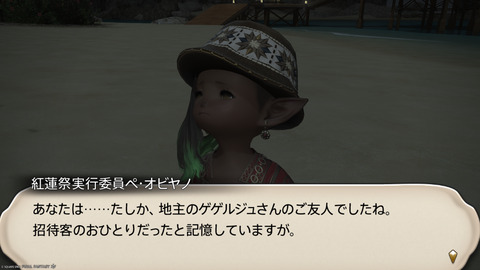 紅蓮祭実行委員ペ・オビヤノ
あなたは……たしか、地主のゲゲルジュさんのご友人でしたね。
招待客のおひとりだったと記憶していますが。
FINAL FANTASY XIV